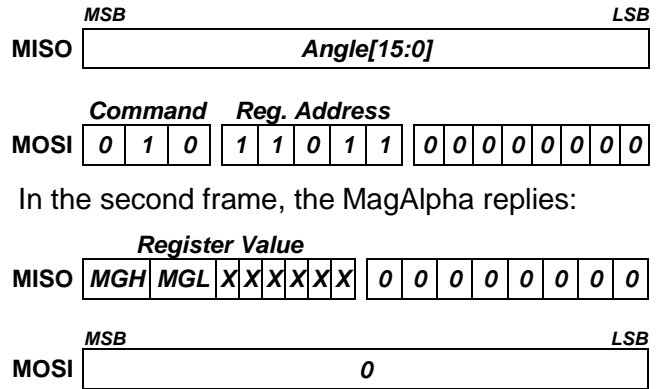 MSB LSB
MISO Angle[15:0]
Command Reg. Address
MOSI 0 1 0 1 1 0 1 1 0 0 0 0 0 0 0 0
In the second frame, the MagAlpha replies:
Register Value
MISO MGH MGL X X X X X X 0 0 0 0 0 0 0 0
MSB LSB
MOSI 0